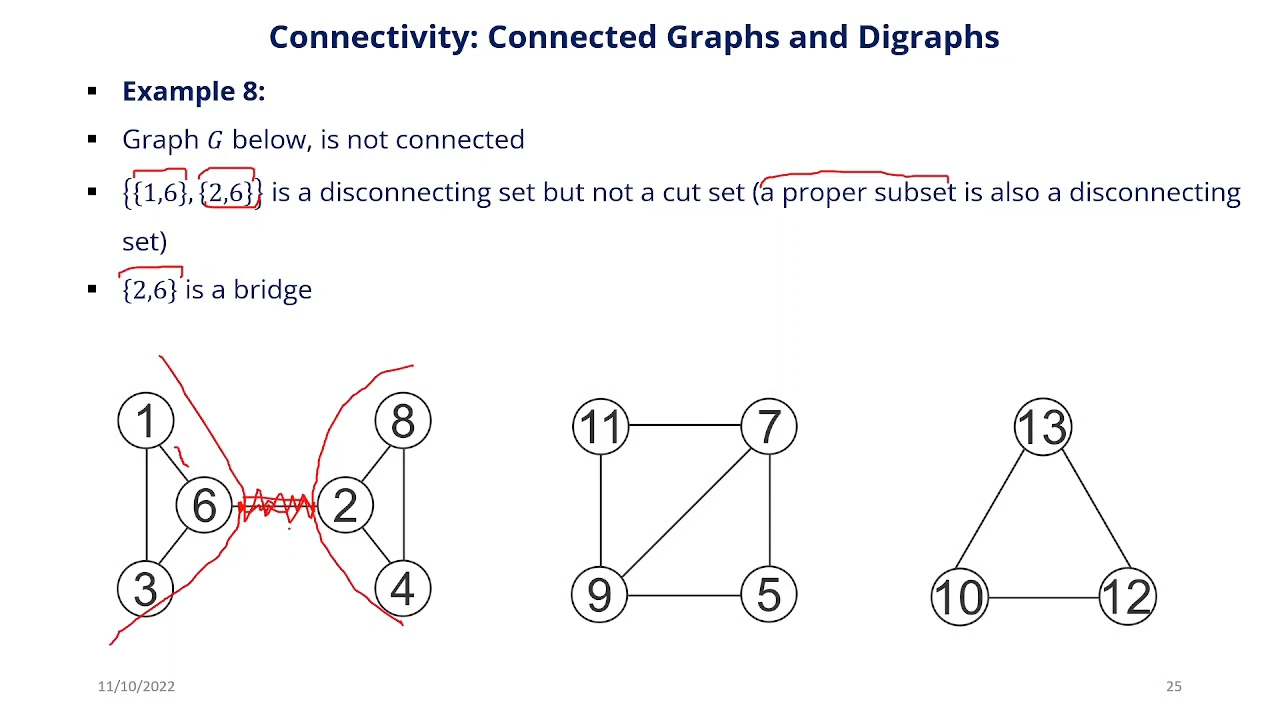 Connectivity: Connected Graphs and Digraphs
▪ Example 8:
▪ Graph G below, is not connected
▪ {{1,6}, {2,6}} is a disconnecting set but not a cut set (a proper subset is also a disconnecting
set)
▪ {2,6} is a bridge
1 8 11 7 13
6 2
3 4 9 5 10 12
11/10/2022 25